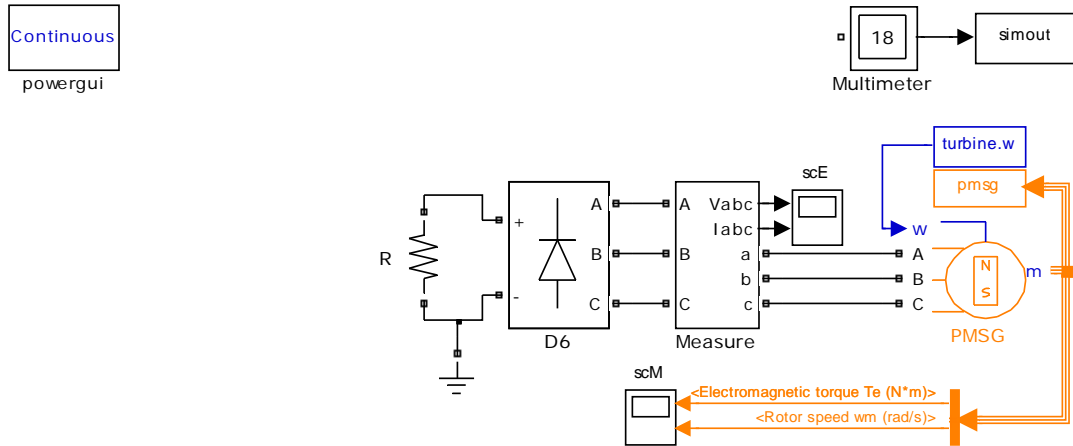 Continuous
powergui
18
Multimeter
simout
turbine.w
pmsg
scE
R
+
-
A
B
C
D6
A
B
C
Vabc
Iabc
a
b
c
Measure
w
A
B
C
N
S
m
PMSG
scM
<Electromagnetic torque Te (N*m)>
<Rotor speed wm (rad/s)>